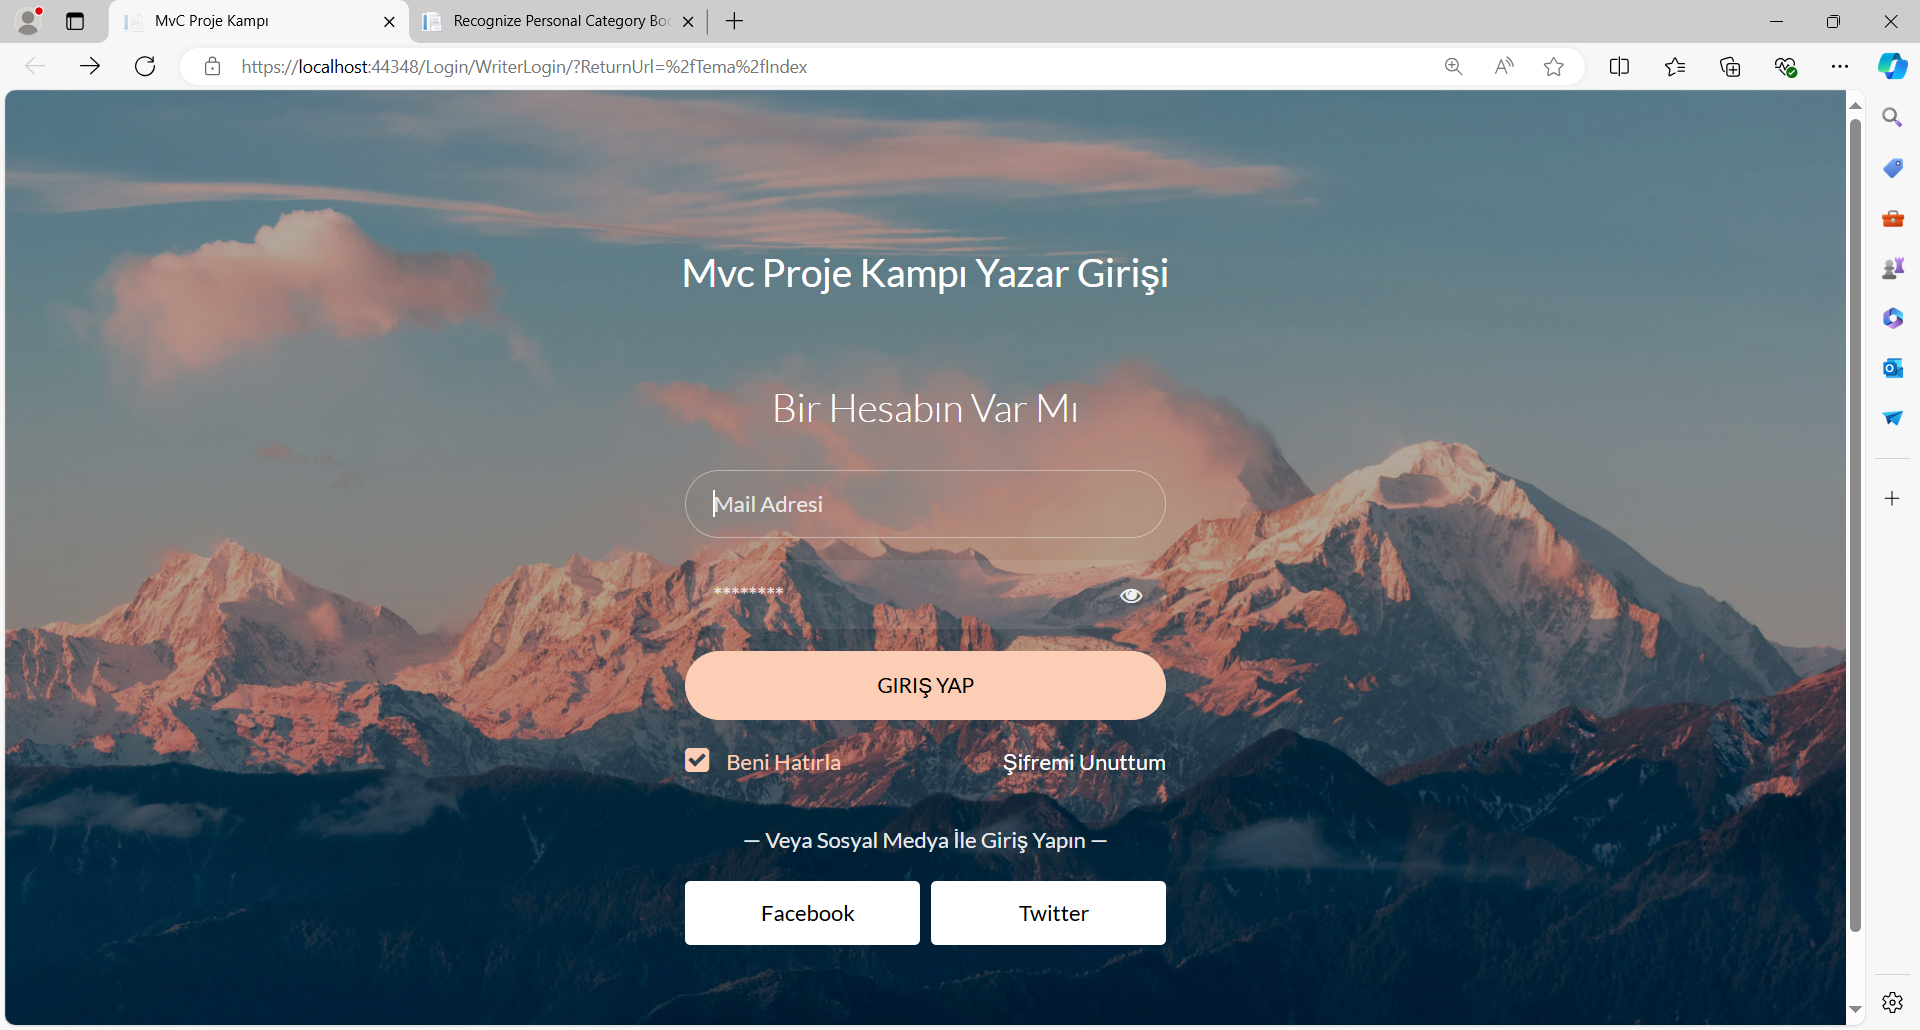 MvC Proje Kampı
Recognize Personal Category Bo
https://localhost:44348/Login/WriterLogin/?ReturnUrl=%2fTema%2fIndex
Mvc Proje Kampı Yazar Girişi
Bir Hesabın Var Mı
Mail Adresi
********
GIRIŞ YAP
Beni Hatırla
Şifremi Unuttum
— Veya Sosyal Medya İle Giriş Yapın —
Facebook
Twitter